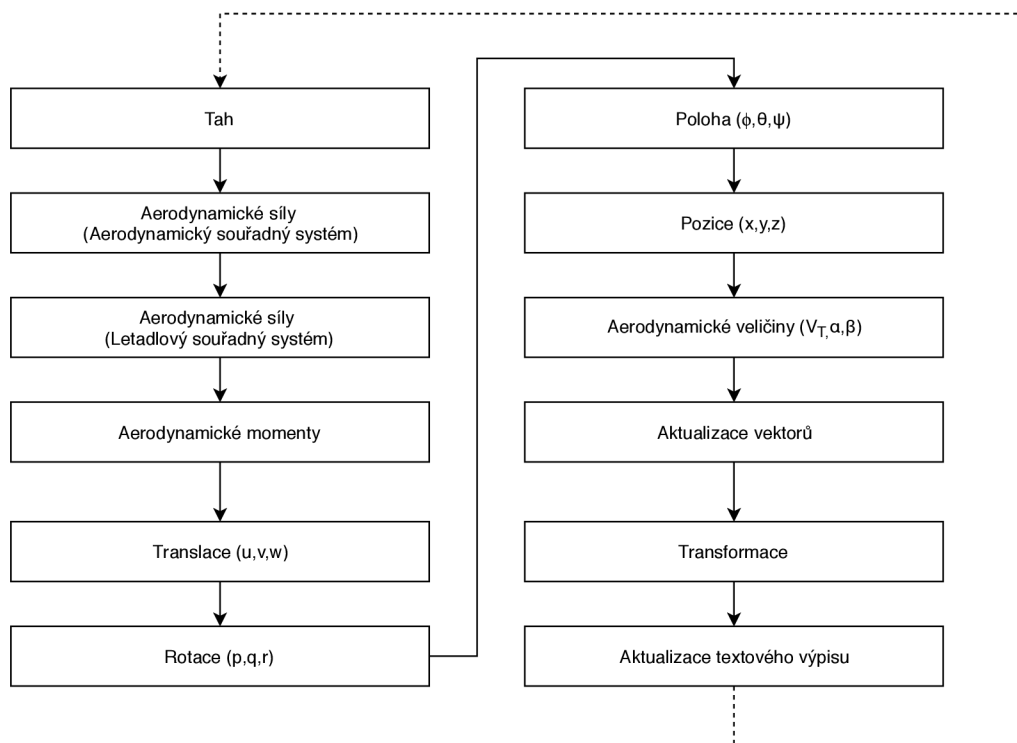 Tah
Aerodynamické síly
(Aerodynamický souřadný systém)
Aerodynamické síly
(Letadlový souřadný systém)
Aerodynamické momenty
Translace (u,v,w)
Rotace (p,q,r)
Poloha (ϕ,θ,ψ)
Pozice (x,y,z)
Aerodynamické veličiny (V_T,α,β)
Aktualizace vektorů
Transformace
Aktualizace textového výpisu